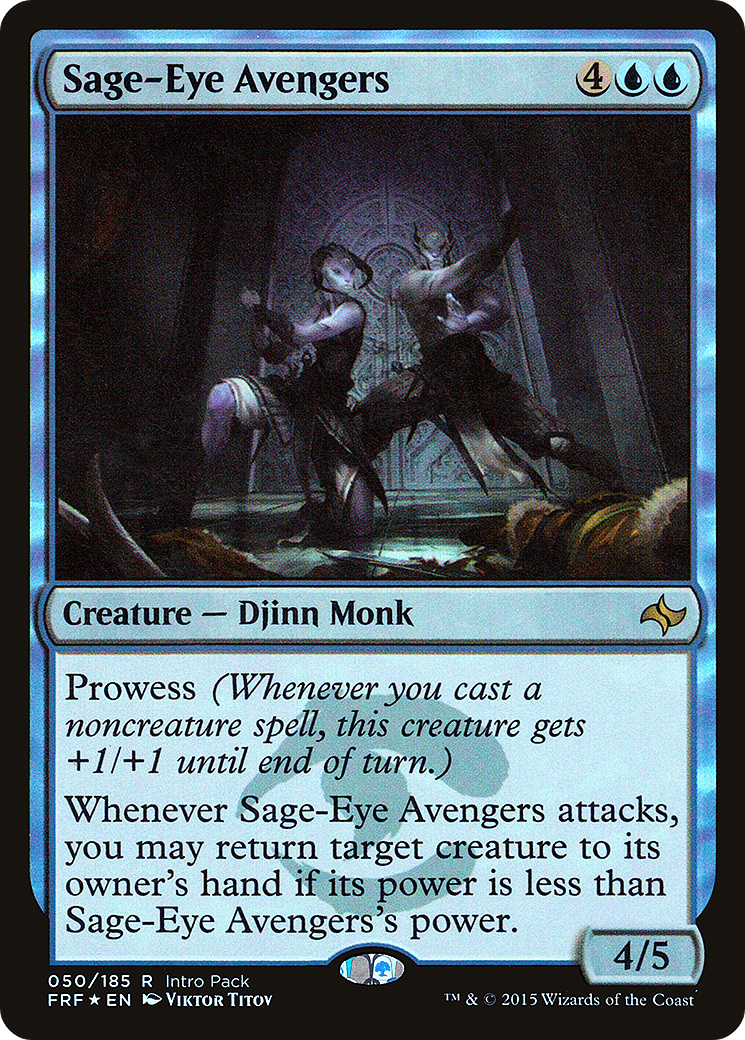 Sage-Eye Avengers 4
Creature — Djinn Monk
Prowess (Whenever you cast a
noncreature spell, this creature gets
+1/+1 until end of turn.)
Whenever Sage-Eye Avengers attacks,
you may return target creature to its
owner's hand if its power is less than
Sage-Eye Avengers's power.
4/5
050/185 R Intro Pack
FRF ★ EN Viktor Titov
™ & © 2015 Wizards of the Coast